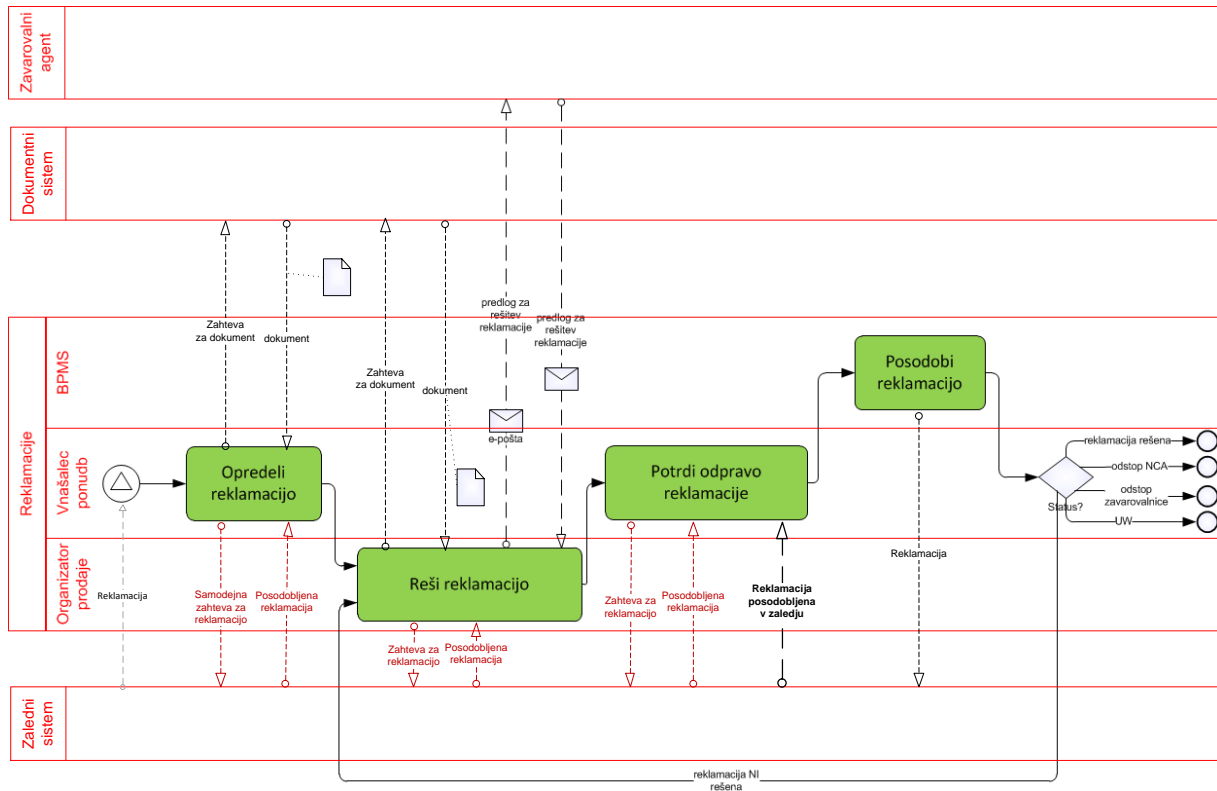 Zavarovalni
agent
Dokumentni
sistem
predlog za
rešitev
reklamacije
predlog za
rešitev
reklamacije
Zahteva
za dokument
dokument
Zahteva
za dokument
dokument
e-pošta
Reklamacije
BPMS
Posodobi
reklamacijo
Vnašalec
ponudb
Opredeli
reklamacijo
Potrdi odpravo
reklamacije
Status?
reklamacija rešena
odstop NCA
odstop
zavarovalnice
UW
Organizator
prodaje
Reši reklamacijo
Reklamacija
Samodejna
zahteva za
reklamacijo
Posodobljena
reklamacija
Zahteva za
reklamacijo
Posodobljena
reklamacija
Zahteva za
reklamacijo
Posodobljena
reklamacija
Reklamacija
posodobljena
v zaledju
Reklamacija
Zaledni
sistem
reklamacija NI
rešena